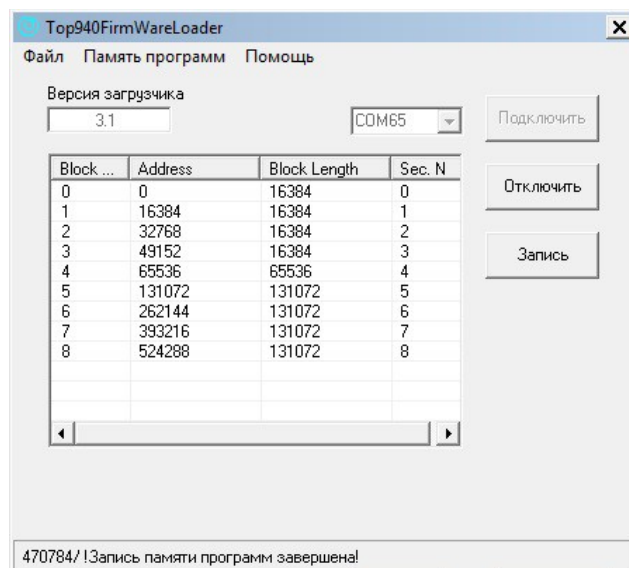 Top940FirmWareLoader
Файл Память программ Помощь
Версия загрузчика
3.1 COM65 Подключить
Block ... Address Block Length Sec. N
0 0 16384 0
1 16384 16384 1
2 32768 16384 2
3 49152 16384 3
4 65536 65536 4
5 131072 131072 5
6 262144 131072 6
7 393216 131072 7
8 524288 131072 8
Отключить
Запись
470784/ !Запись памяти программ завершена!